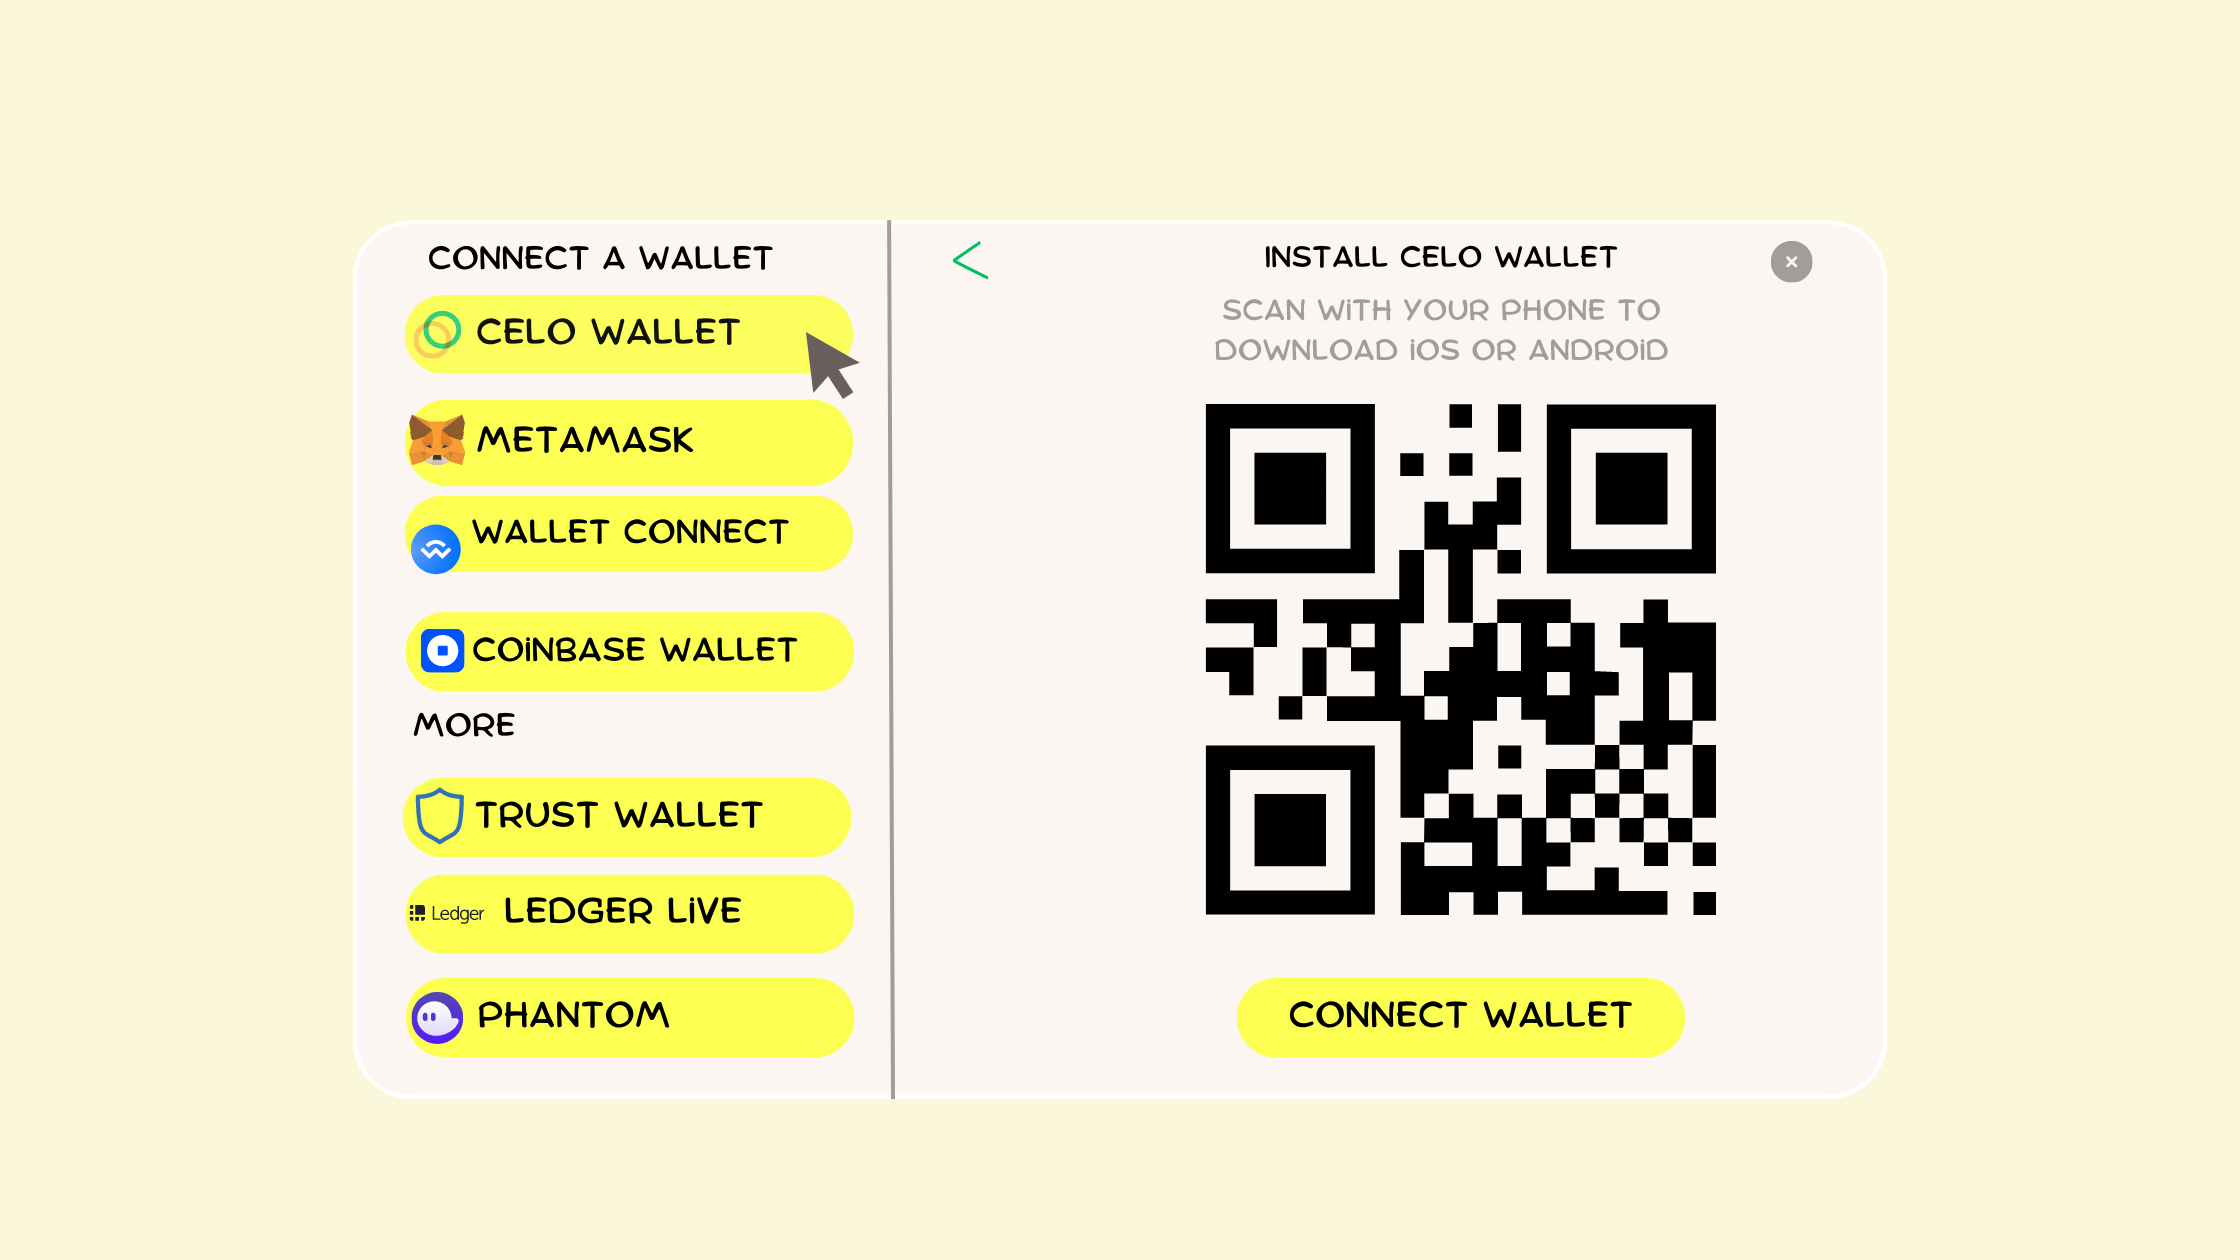 CONNECT A WALLET
CELO WALLET
METAMASK
WALLET CONNECT
COiNBASE WALLET
MORE
TRUST WALLET
Ledger LEDGER LiVE
PHANTOM
INSTALL CELO WALLET
SCAN WiTH YOUR PHONE TO
DOWNLOAD iOS OR ANDROiD
CONNECT WALLET